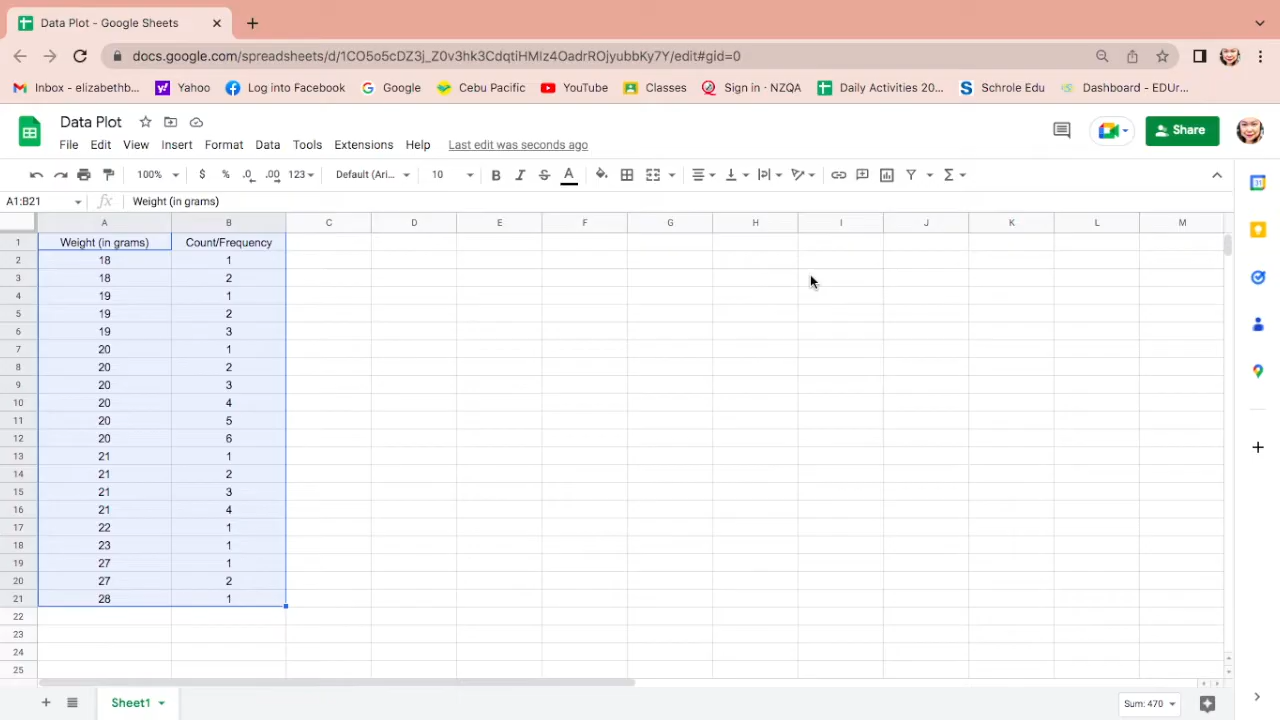 Data Plot - Google Sheets
docs.google.com/spreadsheets/d/1CO5o5cDZ3j_Z0v3hk3CdqtiHMIz4OadrROjyubbKy7Y/edit#gid=0
Inbox - elizabethb... Yahoo Log into Facebook Google Cebu Pacific YouTube Classes Sign in · NZQA Daily Activities 20... Schrole Edu Dashboard - EDUr...
Data Plot
Share
File Edit View Insert Format Data Tools Extensions Help Last edit was seconds ago
100% $ % .0 .00 123 Default (Ari... 10 B I S A
A1:B21 fx Weight (in grams)
A B C D E F G H I J K L M
1 Weight (in grams) Count/Frequency
2 18 1
3 18 2
4 19 1
5 19 2
6 19 3
7 20 1
8 20 2
9 20 3
10 20 4
11 20 5
12 20 6
13 21 1
14 21 2
15 21 3
16 21 4
17 22 1
18 23 1
19 27 1
20 27 2
21 28 1
22
23
24
25
Sheet1 Sum: 470